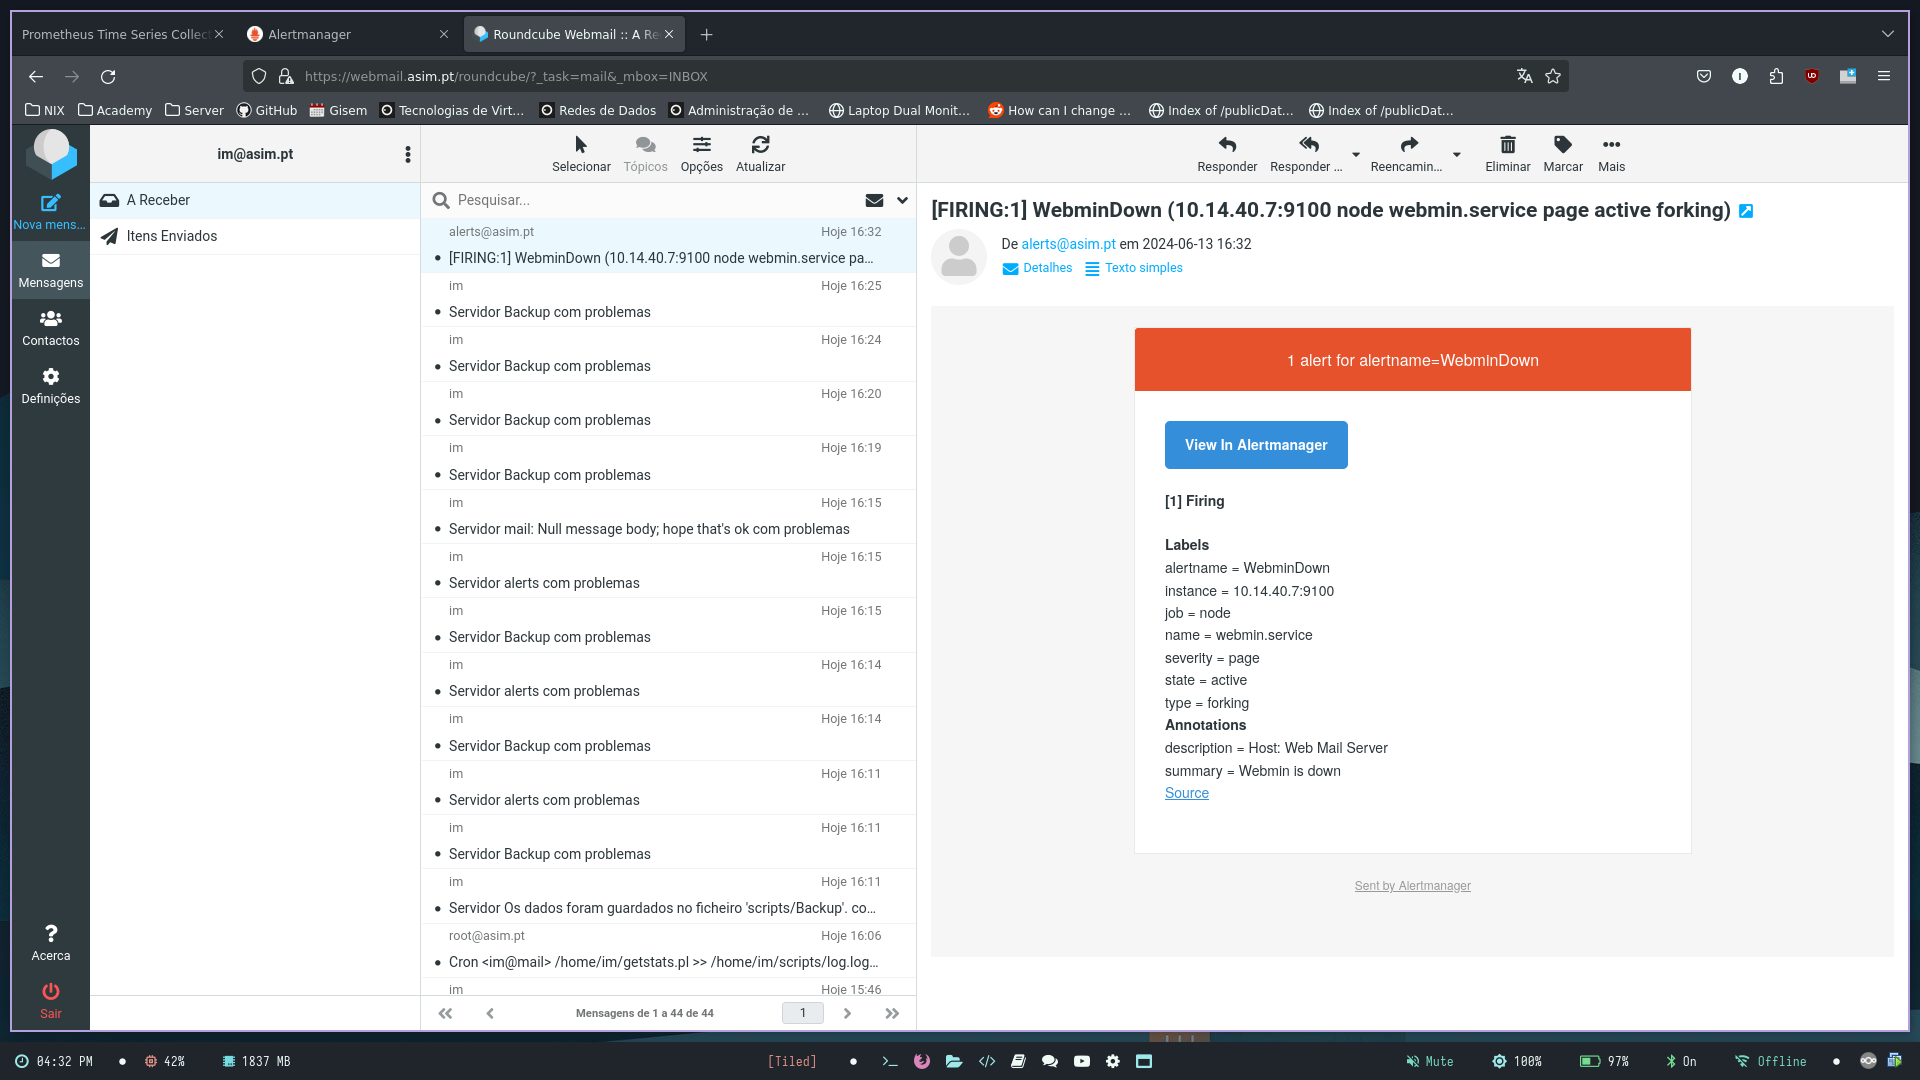 Prometheus Time Series Collec
Alertmanager
Roundcube Webmail :: A Re
https://webmail.asim.pt/roundcube/?_task=mail&_mbox=INBOX
NIX
Academy
Server
GitHub
Gisem
Tecnologias de Virt...
Redes de Dados
Administração de ...
Laptop Dual Monit...
How can I change ...
Index of /publicDat...
Index of /publicDat...
Nova mens...
Mensagens
Contactos
Definições
Acerca
Sair
im@asim.pt
A Receber
Itens Enviados
Selecionar
Tópicos
Opções
Atualizar
Pesquisar...
alerts@asim.pt Hoje 16:32
[FIRING:1] WebminDown (10.14.40.7:9100 node webmin.service pa...
im Hoje 16:25
Servidor Backup com problemas
im Hoje 16:24
Servidor Backup com problemas
im Hoje 16:20
Servidor Backup com problemas
im Hoje 16:19
Servidor Backup com problemas
im Hoje 16:15
Servidor mail: Null message body; hope that's ok com problemas
im Hoje 16:15
Servidor alerts com problemas
im Hoje 16:15
Servidor Backup com problemas
im Hoje 16:14
Servidor alerts com problemas
im Hoje 16:14
Servidor Backup com problemas
im Hoje 16:11
Servidor alerts com problemas
im Hoje 16:11
Servidor Backup com problemas
im Hoje 16:11
Servidor Os dados foram guardados no ficheiro 'scripts/Backup'. co...
root@asim.pt Hoje 16:06
Cron <im@mail> /home/im/getstats.pl >> /home/im/scripts/log.log...
im Hoje 15:46
Mensagens de 1 a 44 de 44
1
Responder
Responder ...
Reencamin...
Eliminar
Marcar
Mais
[FIRING:1] WebminDown (10.14.40.7:9100 node webmin.service page active forking)
De alerts@asim.pt em 2024-06-13 16:32
Detalhes
Texto simples
1 alert for alertname=WebminDown
View In Alertmanager
[1] Firing
Labels
alertname = WebminDown
instance = 10.14.40.7:9100
job = node
name = webmin.service
severity = page
state = active
type = forking
Annotations
description = Host: Web Mail Server
summary = Webmin is down
Source
Sent by Alertmanager
04:32 PM
42%
1837 MB
[Tiled]
Mute
100%
97%
On
Offline